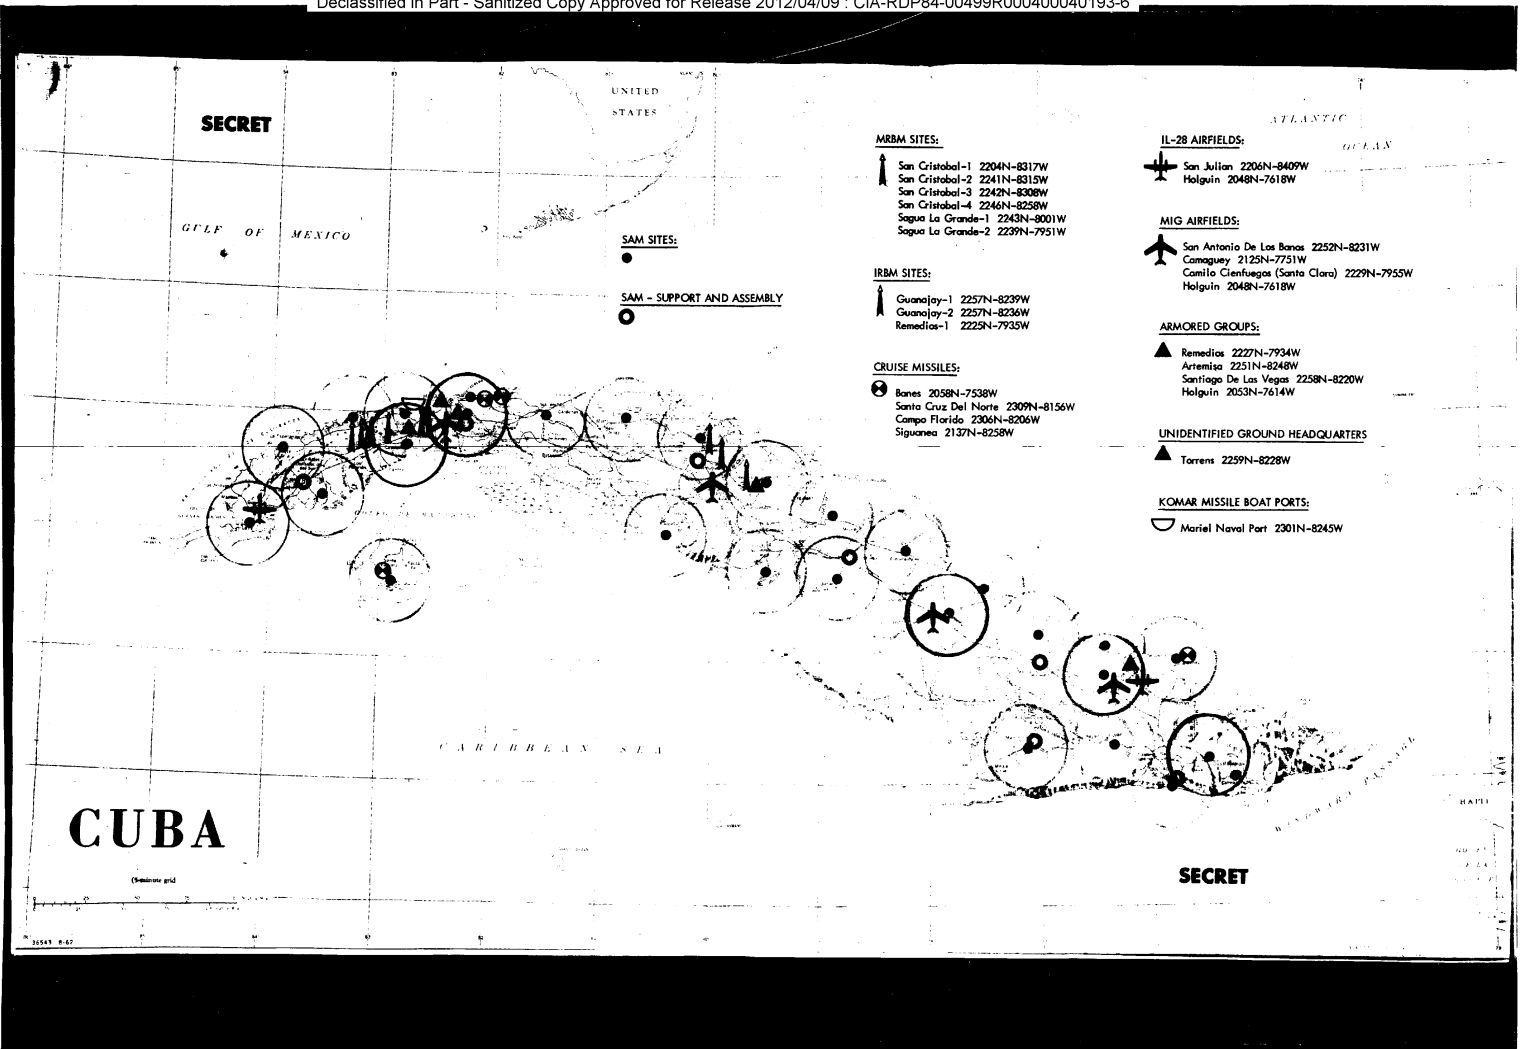 Declassified in Part - Sanitized Copy Approved for Release 2012/04/09 : CIA-RDP84-00499R000400040193-6
SECRET
UNITED
STATES
ATLANTIC
OCEAN
GULF OF MEXICO
SAM SITES:
SAM - SUPPORT AND ASSEMBLY
MRBM SITES:
San Cristobal-1 2204N-8317W
San Cristobal-2 2241N-8315W
San Cristobal-3 2242N-8308W
San Cristobal-4 2246N-8258W
Sagua La Grande-1 2243N-8001W
Sagua La Grande-2 2239N-7951W
IRBM SITES:
Guanajay-1 2257N-8239W
Guanajay-2 2257N-8236W
Remedios-1 2225N-7935W
CRUISE MISSILES:
Banes 2058N-7538W
Santa Cruz Del Norte 2309N-8156W
Campo Florido 2306N-8206W
Siguanea 2137N-8258W
IL-28 AIRFIELDS:
San Julian 2206N-8409W
Holguin 2048N-7618W
MIG AIRFIELDS:
San Antonio De Los Banos 2252N-8231W
Camaguey 2125N-7751W
Camilo Cienfuegos (Santa Clara) 2229N-7955W
Holguin 2048N-7618W
ARMORED GROUPS:
Remedios 2227N-7934W
Artemisa 2251N-8248W
Santiago De Las Vegas 2258N-8220W
Holguin 2053N-7614W
UNIDENTIFIED GROUND HEADQUARTERS
Torrens 2259N-8228W
KOMAR MISSILE BOAT PORTS:
Mariel Naval Port 2301N-8245W
CARIBBEAN SEA
WINDWARD PASSAGE
HAITI
CUBA
SECRET
36543 8-62